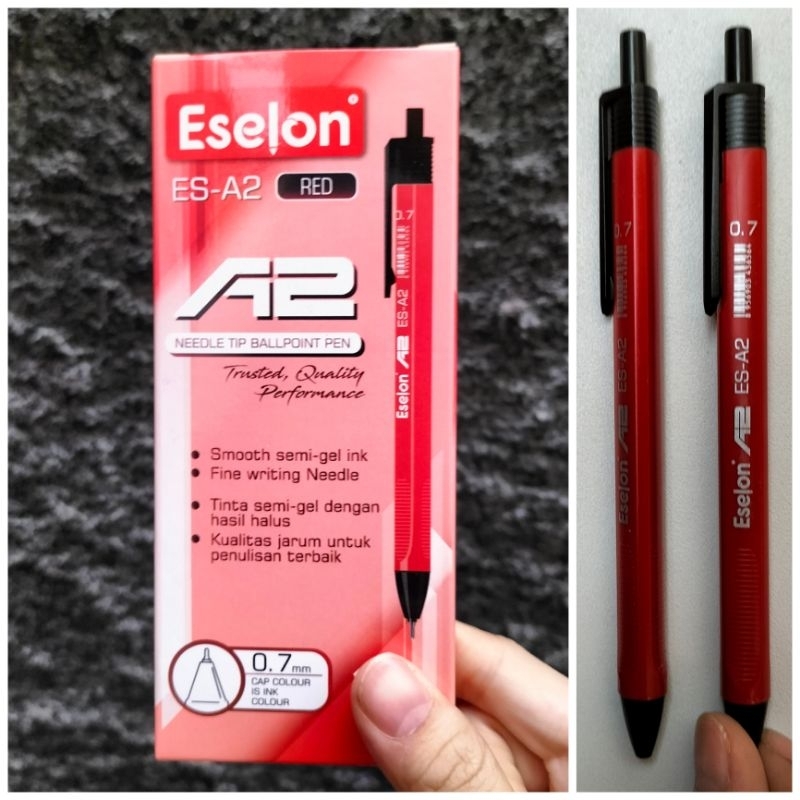 Eselon
ES-A2 RED
A2
NEEDLE TIP BALLPOINT PEN
Trusted, Quality
Performance
Smooth semi-gel ink
Fine writing Needle
Tinta semi-gel dengan
hasil halus
Kualitas jarum untuk
penulisan terbaik
0.7mm
CAP COLOUR
IS INK
COLOUR
Eselon A2 ES-A2 0.7
Eselon A2 ES-A2 0.7
Eselon A2 ES-A2 0.7